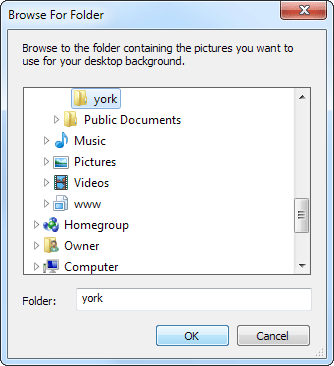 Browse For Folder
Browse to the folder containing the pictures you want to
use for your desktop background.
york
Public Documents
Music
Pictures
Videos
www
Homegroup
Owner
Computer
Folder: york
OK Cancel